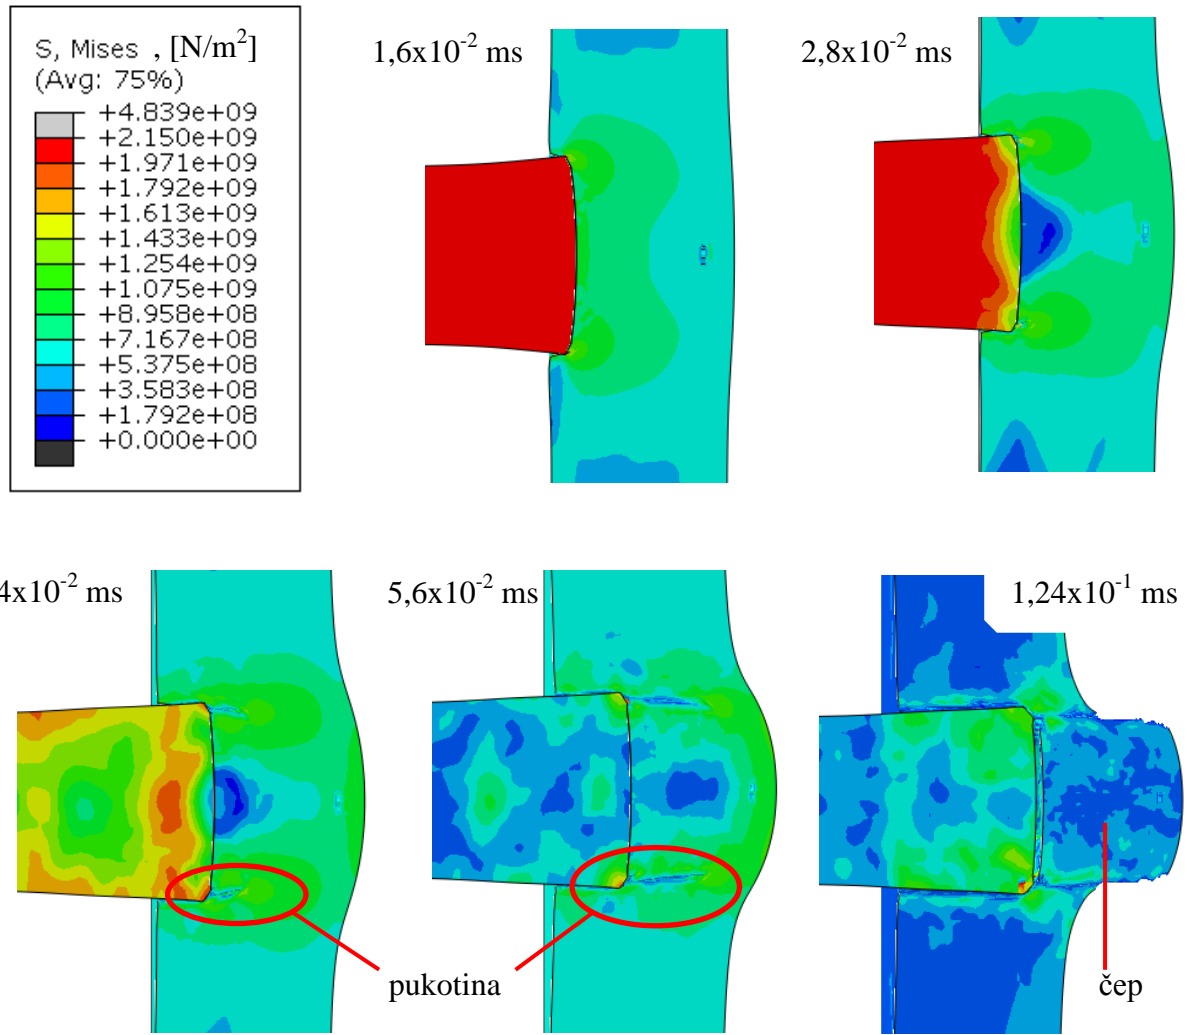 S, Mises , [N/m²]
(Avg: 75%)
+4.839e+09
+2.150e+09
+1.971e+09
+1.792e+09
+1.613e+09
+1.433e+09
+1.254e+09
+1.075e+09
+8.958e+08
+7.167e+08
+5.375e+08
+3.583e+08
+1.792e+08
+0.000e+00
1,6x10⁻² ms
2,8x10⁻² ms
4x10⁻² ms
5,6x10⁻² ms
1,24x10⁻¹ ms
pukotina
čep